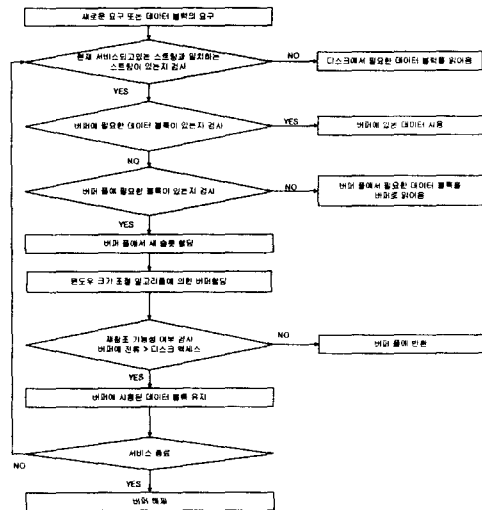 새로운 요구 또는 데이터 블럭의 요구
현재 서비스되고있는 스트림과 일치하는
스트림이 있는지 검사
NO
디스크에서 필요한 데이터 블럭을 읽어옴
YES
버퍼에 필요한 데이터 블록이 있는지 검사
YES
버퍼에 있는 데이터 사용
NO
버퍼 풀에 필요한 블록이 있는지 검사
NO
버퍼 풀에서 필요한 데이터 블록를
버퍼로 읽어옴
YES
버퍼 풀에서 새 슬롯 할당
윈도우 크기 조절 알고리즘에 의한 버퍼할당
재참조 가능성 여부 검사
버퍼에 잔류 > 디스크 액세스
NO
버퍼 풀에 반환
YES
버퍼에 사용된 데이터 블록 유지
서비스 종료
NO
YES
버퍼 해제